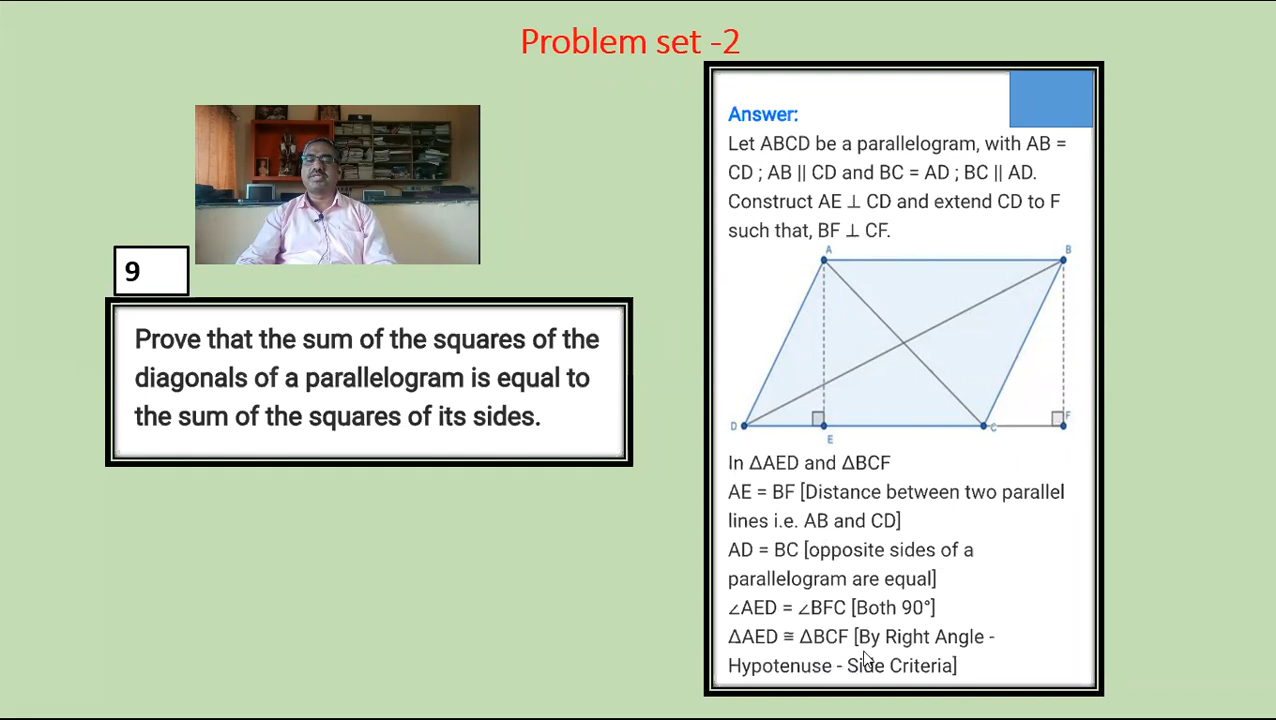 Problem set -2
9
Prove that the sum of the squares of the
diagonals of a parallelogram is equal to
the sum of the squares of its sides.
Answer:
Let ABCD be a parallelogram, with AB =
CD ; AB || CD and BC = AD ; BC || AD.
Construct AE ⊥ CD and extend CD to F
such that, BF ⊥ CF.
A
B
D
E
C
F
In ΔAED and ΔBCF
AE = BF [Distance between two parallel
lines i.e. AB and CD]
AD = BC [opposite sides of a
parallelogram are equal]
∠AED = ∠BFC [Both 90°]
ΔAED ≅ ΔBCF [By Right Angle -
Hypotenuse - Side Criteria]